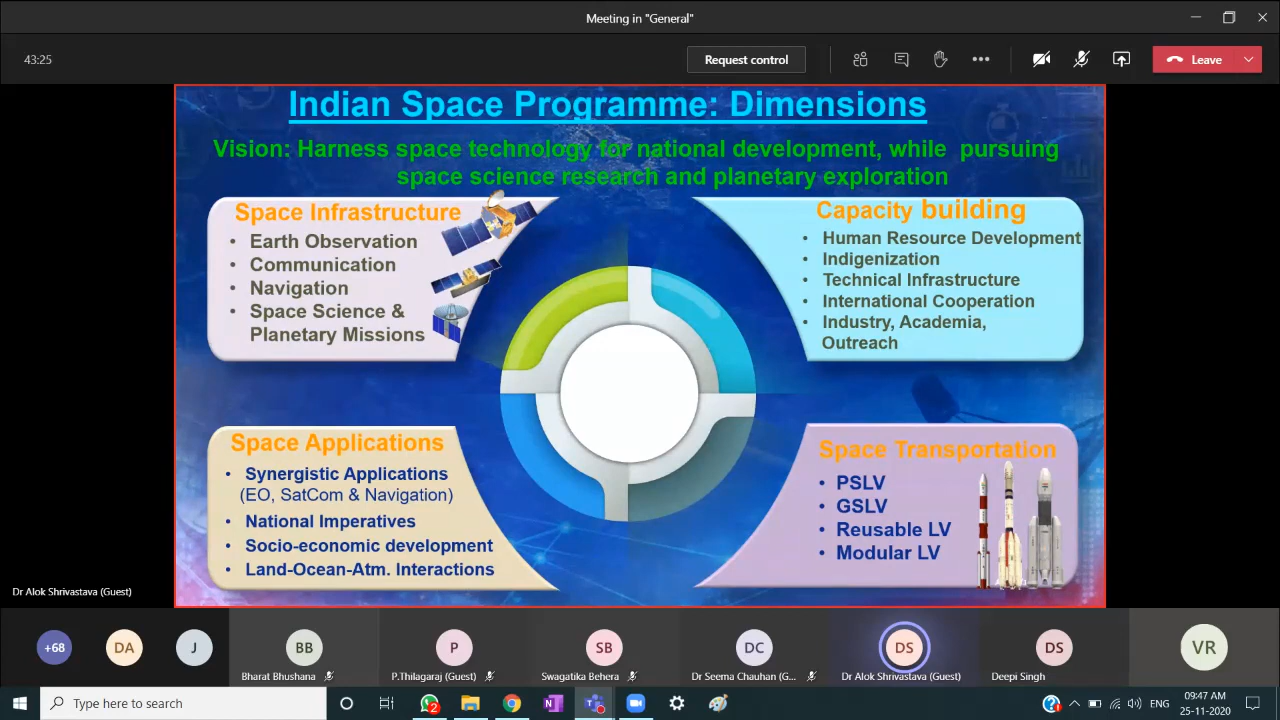 Meeting in "General"
43:25
Request control
Leave
Indian Space Programme: Dimensions
Vision: Harness space technology for national development, while pursuing
space science research and planetary exploration
Space Infrastructure
• Earth Observation
• Communication
• Navigation
• Space Science &
Planetary Missions
Capacity building
• Human Resource Development
• Indigenization
• Technical Infrastructure
• International Cooperation
• Industry, Academia,
Outreach
Space Applications
• Synergistic Applications
(EO, SatCom & Navigation)
• National Imperatives
• Socio-economic development
• Land-Ocean-Atm. Interactions
Space Transportation
• PSLV
• GSLV
• Reusable LV
• Modular LV
Dr Alok Shrivastava (Guest)
+68
DA
J
BB
Bharat Bhushana
P
P.Thilagaraj (Guest)
SB
Swagatika Behera
DC
Dr Seema Chauhan (G...
DS
Dr Alok Shrivastava (Guest)
DS
Deepi Singh
VR
Type here to search
2
ENG
09:47 AM
25-11-2020